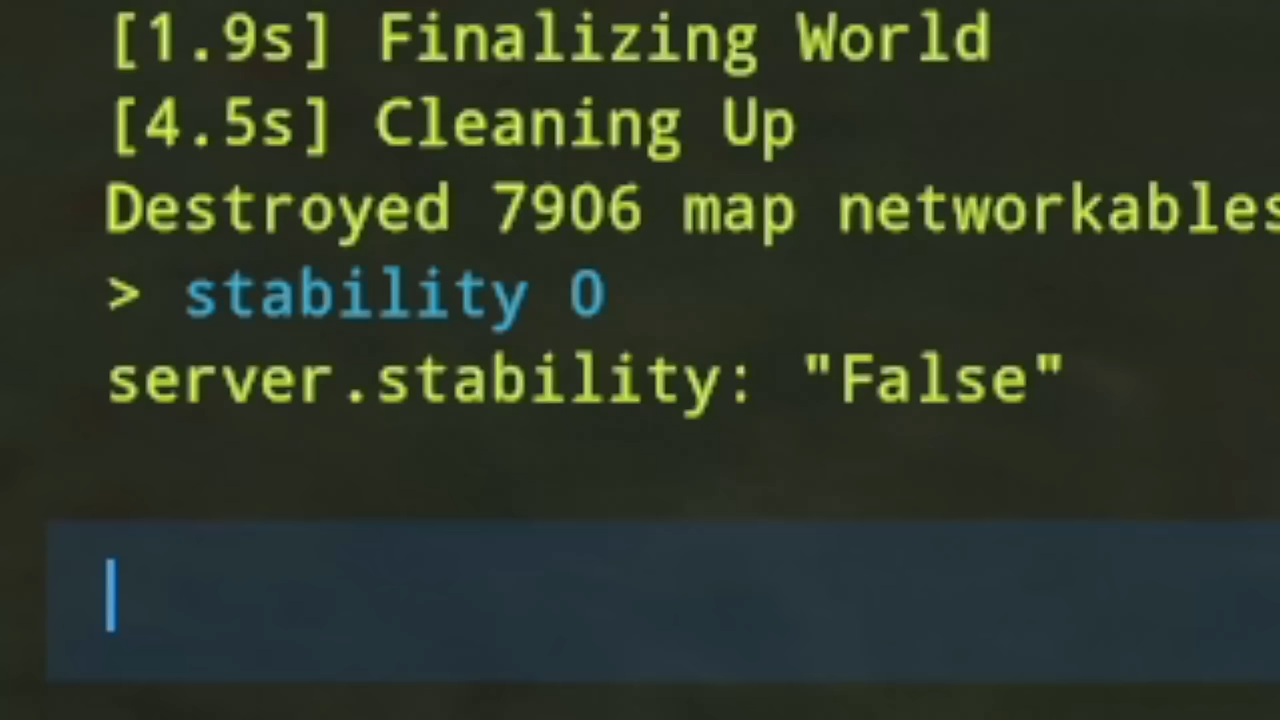 [1.9s] Finalizing World
[4.5s] Cleaning Up
Destroyed 7906 map networkables
> stability 0
server.stability: "False"